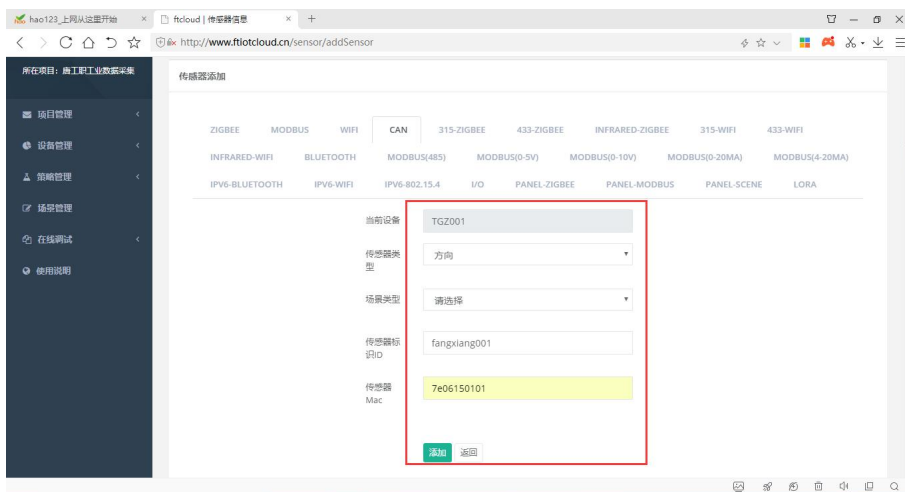 hao123_上网从这里开始
ftcloud | 传感器信息
http://www.ftiotcloud.cn/sensor/addSensor
所在项目：唐工职工业数据采集
传感器添加
项目管理
设备管理
策略管理
场景管理
在线调试
使用说明
ZIGBEE MODBUS WIFI CAN 315-ZIGBEE 433-ZIGBEE INFRARED-ZIGBEE 315-WIFI 433-WIFI
INFRARED-WIFI BLUETOOTH MODBUS(485) MODBUS(0-5V) MODBUS(0-10V) MODBUS(0-20MA) MODBUS(4-20MA)
IPV6-BLUETOOTH IPV6-WIFI IPV6-802.15.4 I/O PANEL-ZIGBEE PANEL-MODBUS PANEL-SCENE LORA
当前设备 TGZ001
传感器类 方向
型
场景类型 请选择
传感器标 fangxiang001
识ID
传感器 7e06150101
Mac
添加 返回